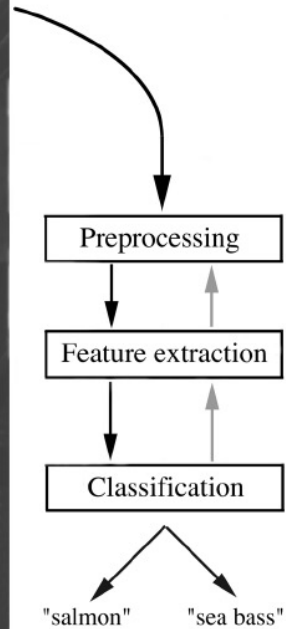 Preprocessing
Feature extraction
Classification
"salmon" "sea bass"